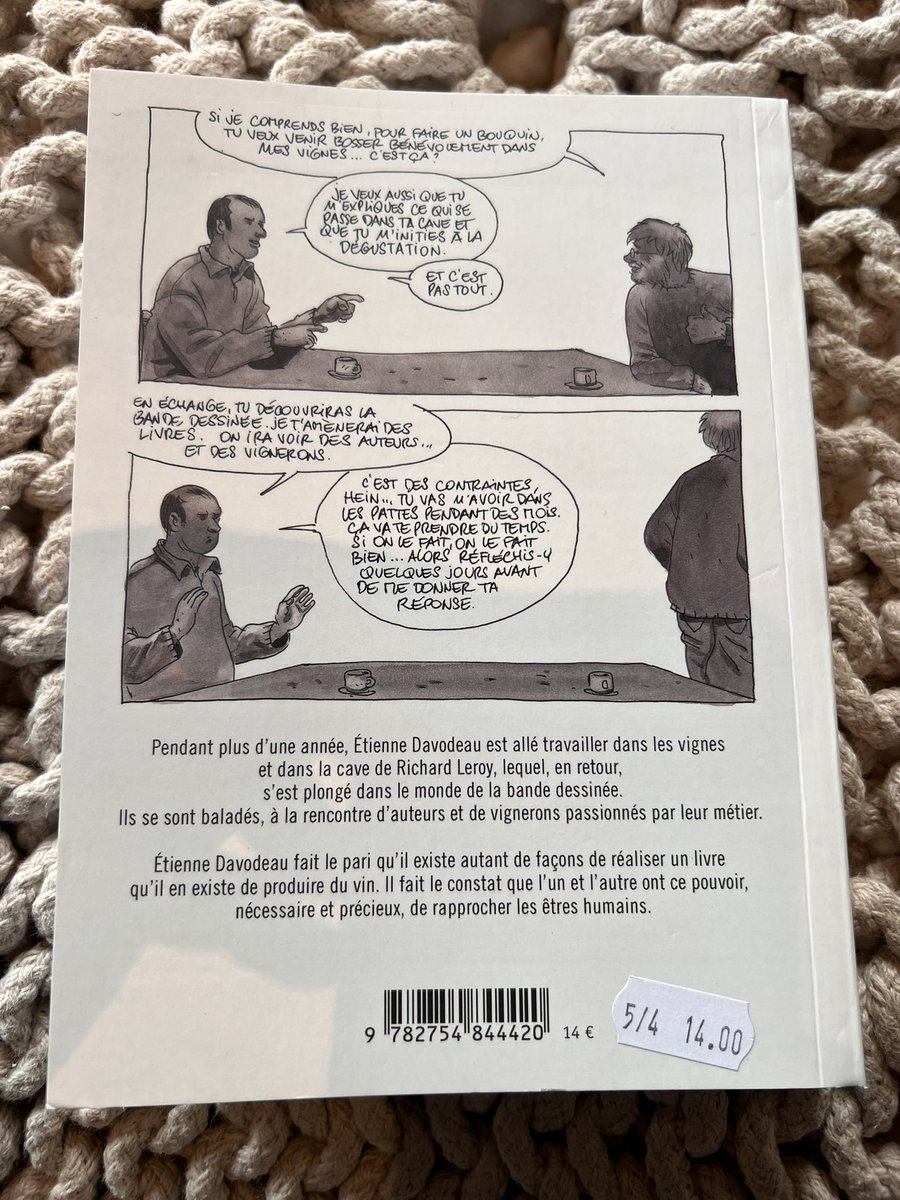 SI JE COMPRENDS BIEN, POUR FAIRE UN BOUQUIN,
TU VEUX VENIR BOSSER BÉNÉVOLEMENT DANS
MES VIGNES... C'EST ÇA?
JE VEUX AUSSI QUE TU
M'EXPLIQUES CE QUI SE
PASSE DANS TA CAVE ET
QUE TU M'INITIES À LA
DÉGUSTATION.
ET C'EST
PAS TOUT.
EN ÉCHANGE, TU DÉCOUVRIRAS LA
BANDE DESSINÉE. JE T'AMÈNERAI DES
LIVRES. ON IRA VOIR DES AUTEURS...
ET DES VIGNERONS.
C'EST DES CONTRAINTES,
HEIN... TU VAS M'AVOIR DANS
LES PATTES PENDANT DES MOIS.
ÇA VA TE PRENDRE DU TEMPS.
SI ON LE FAIT, ON LE FAIT
BIEN... ALORS RÉFLÉCHIS-Y
QUELQUES JOURS AVANT
DE ME DONNER TA
RÉPONSE.
Pendant plus d'une année, Étienne Davodeau est allé travailler dans les vignes
et dans la cave de Richard Leroy, lequel, en retour,
s'est plongé dans le monde de la bande dessinée.
Ils se sont baladés, à la rencontre d'auteurs et de vignerons passionnés par leur métier.
Étienne Davodeau fait le pari qu'il existe autant de façons de réaliser un livre
qu'il en existe de produire du vin. Il fait le constat que l'un et l'autre ont ce pouvoir,
nécessaire et précieux, de rapprocher les êtres humains.
9 782754 844420 14 €
5/4 14.00